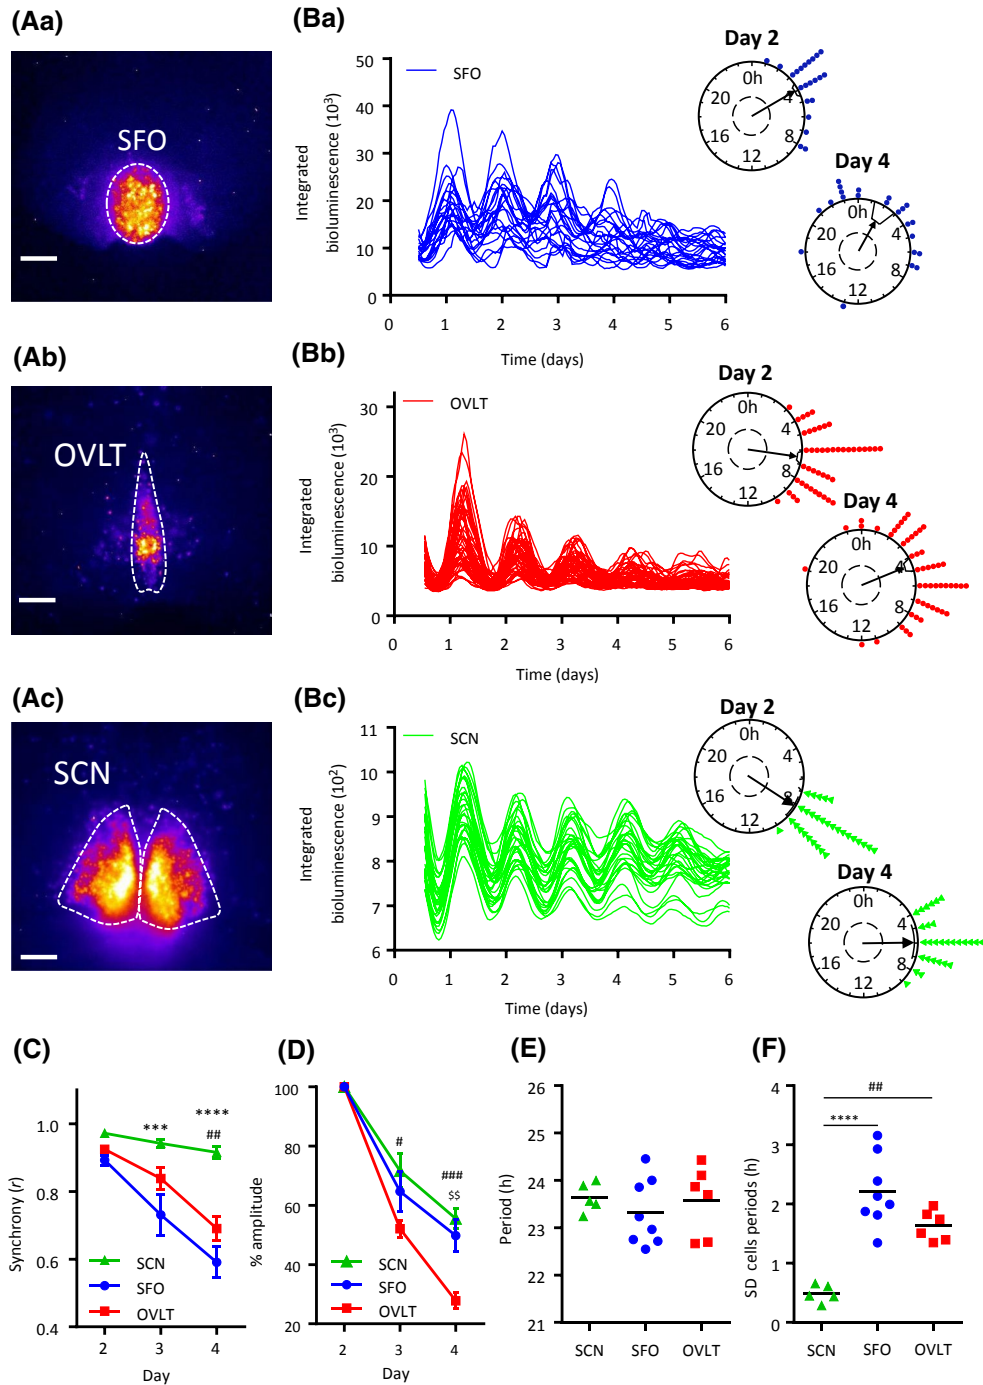 (Aa)
SFO
(Ba)
Integrated
bioluminescence (10³)
50
40
30
20
10
0
SFO
0 1 2 3 4 5 6
Time (days)
Day 2
0h
4
8
12
16
20
Day 4
0h
4
8
12
16
20
(Ab)
OVLT
(Bb)
Integrated
bioluminescence (10³)
30
20
10
0
OVLT
0 1 2 3 4 5 6
Time (days)
Day 2
0h
4
8
12
16
20
Day 4
0h
4
8
12
16
20
(Ac)
SCN
(Bc)
Integrated
bioluminescence (10²)
11
10
9
8
7
6
SCN
0 1 2 3 4 5 6
Time (days)
Day 2
0h
4
8
12
16
20
Day 4
0h
4
8
12
16
20
(C)
Synchrony (r)
1.0
0.8
0.6
0.4
***
****
##
SCN
SFO
OVLT
2 3 4
Day
(D)
% amplitude
100
80
60
40
20
#
###
$$
SCN
SFO
OVLT
2 3 4
Day
(E)
Period (h)
26
25
24
23
22
21
SCN SFO OVLT
(F)
SD cells periods (h)
4
3
2
1
0
##
****
SCN SFO OVLT